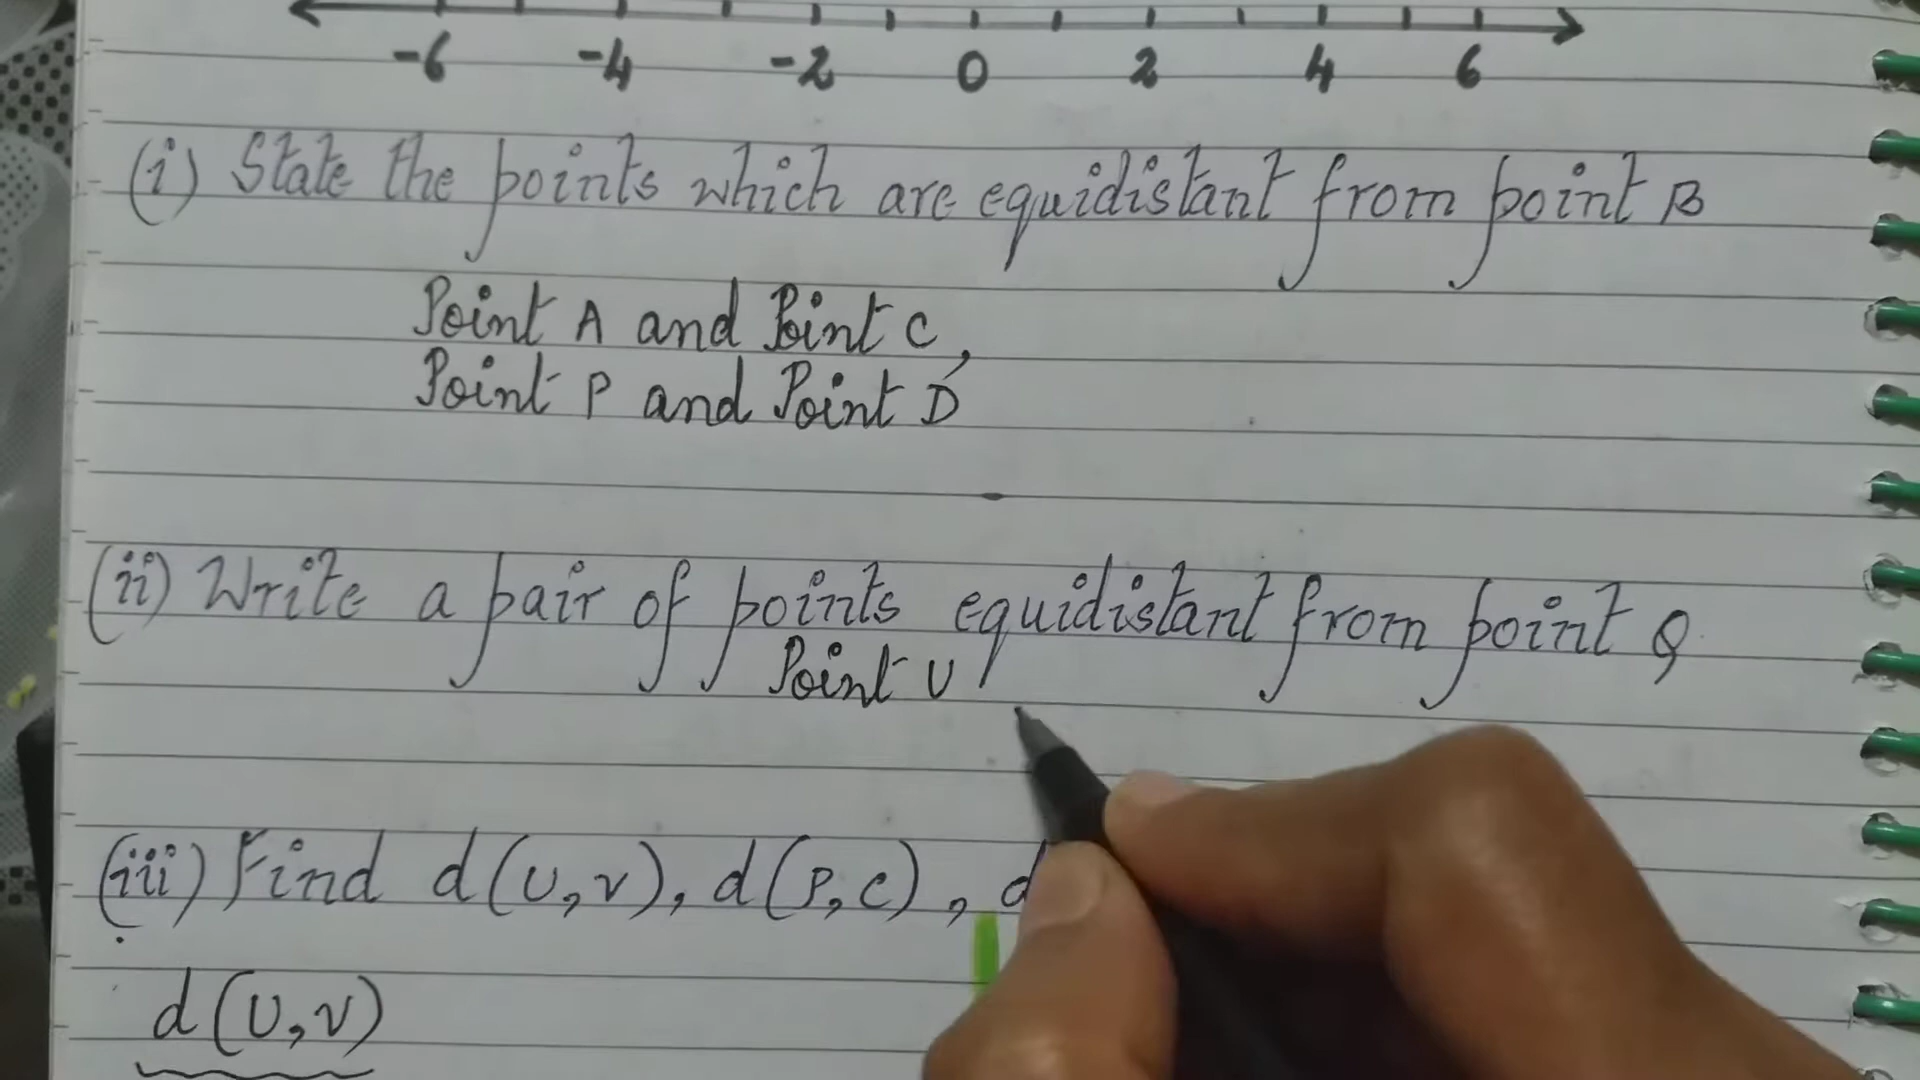 -6 -4 -2 0 2 4 6
(i) State the points which are equidistant from point B
Point A and Point C,
Point P and Point D
(ii) Write a pair of points equidistant from point Q
Point U
(iii) Find d(U,V), d(P,C), d
d(U,V)